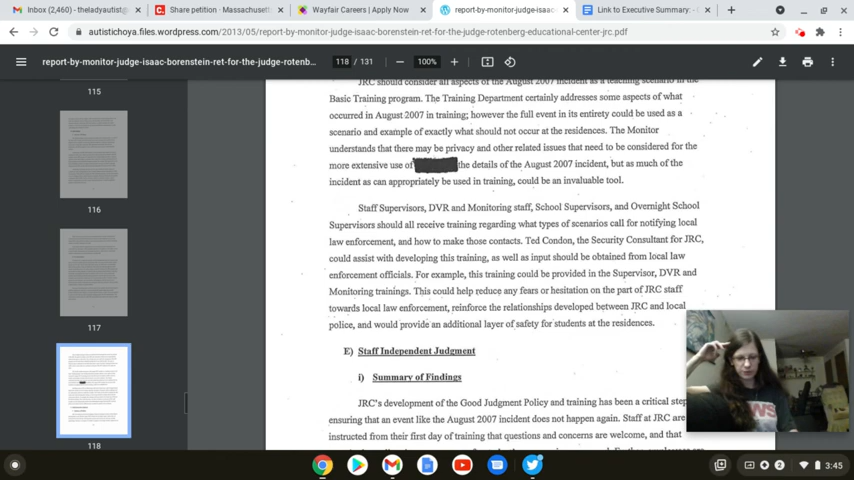 Inbox (2,460) - theladyautist@g
Share petition · Massachuset
Wayfair Careers | Apply Now
report-by-monitor-judge-isaac-
Link to Executive Summary:
autistichoya.files.wordpress.com/2013/05/report-by-monitor-judge-isaac-borenstein-ret-for-the-judge-rotenberg-educational-center-jrc.pdf
report-by-monitor-judge-isaac-borenstein-ret-for-the-judge-rotenb...
118 / 131
100%
115
116
117
118
JRC should consider all aspects of the August 2007 incident as a teaching scenario in the
Basic Training program. The Training Department certainly addresses some aspects of what
occurred in August 2007 in training; however the full event in its entirety could be used as a
scenario and example of exactly what should not occur at the residences. The Monitor
understands that there may be privacy and other related issues that need to be considered for the
more extensive use of the details of the August 2007 incident, but as much of the
incident as can appropriately be used in training, could be an invaluable tool.
Staff Supervisors, DVR and Monitoring staff, School Supervisors, and Overnight School
Supervisors should all receive training regarding what types of scenarios call for notifying local
law enforcement, and how to make those contacts. Ted Condon, the Security Consultant for JRC,
could assist with developing this training, as well as input should be obtained from local law
enforcement officials. For example, this training could be provided in the Supervisor, DVR and
Monitoring trainings. This could help reduce any fears or hesitation on the part of JRC staff
towards local law enforcement, reinforce the relationships developed between JRC and local
police, and would provide an additional layer of safety for students at the residences.
E) Staff Independent Judgment
i) Summary of Findings
JRC's development of the Good Judgment Policy and training has been a critical step
ensuring that an event like the August 2007 incident does not happen again. Staff at JRC are
instructed from their first day of training that questions and concerns are welcome, and that
3:45